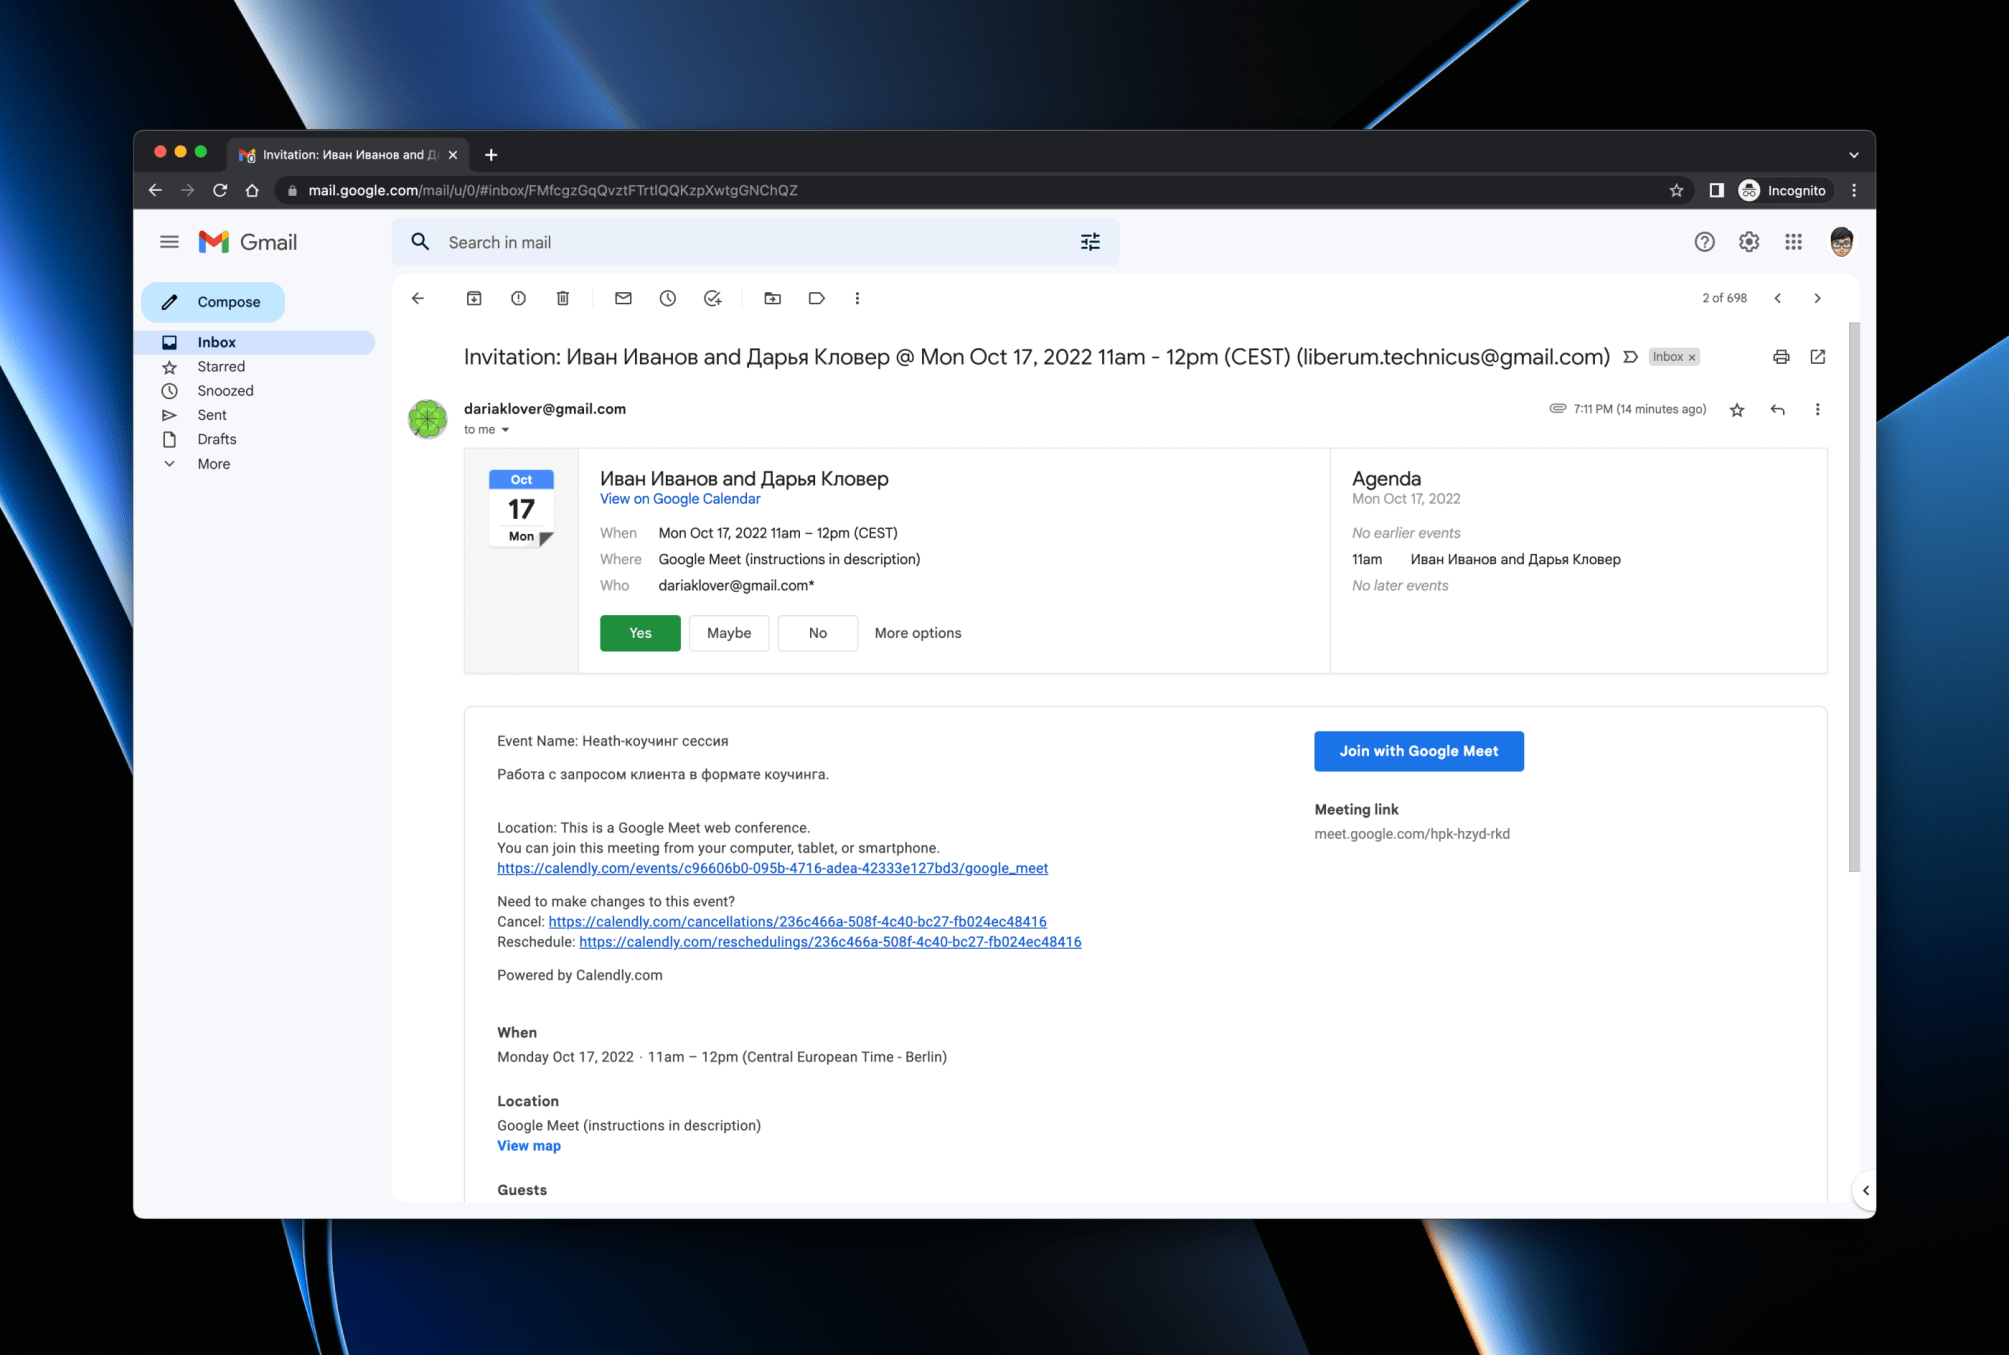 Invitation: Иван Иванов and Д
mail.google.com/mail/u/0/#inbox/FMfcgzGqQvztFTrtlQQKzpXwtgGNChQZ
Incognito
Gmail
Search in mail
Compose
Inbox
Starred
Snoozed
Sent
Drafts
More
2 of 698
Invitation: Иван Иванов and Дарья Кловер @ Mon Oct 17, 2022 11am - 12pm (CEST) (liberum.technicus@gmail.com)
Inbox ×
dariaklover@gmail.com
7:11 PM (14 minutes ago)
to me
Oct
17
Mon
Иван Иванов and Дарья Кловер
View on Google Calendar
When Mon Oct 17, 2022 11am – 12pm (CEST)
Where Google Meet (instructions in description)
Who dariaklover@gmail.com*
Yes Maybe No More options
Agenda
Mon Oct 17, 2022
No earlier events
11am Иван Иванов and Дарья Кловер
No later events
Event Name: Heath-коучинг сессия
Работа с запросом клиента в формате коучинга.
Location: This is a Google Meet web conference.
You can join this meeting from your computer, tablet, or smartphone.
https://calendly.com/events/c96606b0-095b-4716-adea-42333e127bd3/google_meet
Need to make changes to this event?
Cancel: https://calendly.com/cancellations/236c466a-508f-4c40-bc27-fb024ec48416
Reschedule: https://calendly.com/reschedulings/236c466a-508f-4c40-bc27-fb024ec48416
Powered by Calendly.com
When
Monday Oct 17, 2022 · 11am – 12pm (Central European Time - Berlin)
Location
Google Meet (instructions in description)
View map
Guests
Join with Google Meet
Meeting link
meet.google.com/hpk-hzyd-rkd